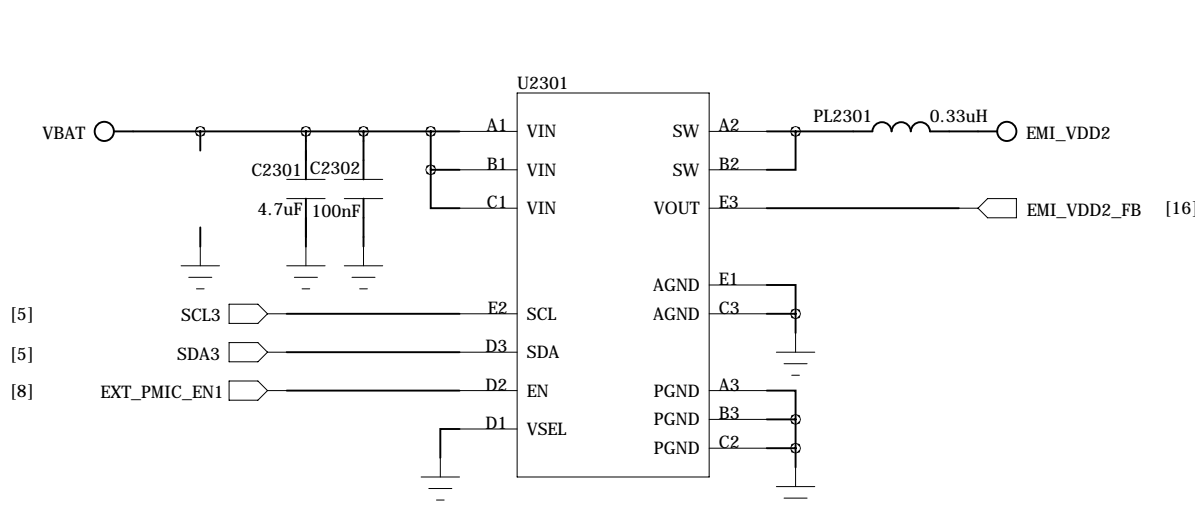 U2301
VBAT
A1 VIN SW A2 PL2301 0.33uH EMI_VDD2
B1 VIN SW B2
C2301 C2302
4.7uF 100nF
C1 VIN VOUT E3 EMI_VDD2_FB [16]
AGND E1
[5] SCL3 E2 SCL AGND C3
[5] SDA3 D3 SDA
[8] EXT_PMIC_EN1 D2 EN PGND A3
D1 VSEL PGND B3
PGND C2